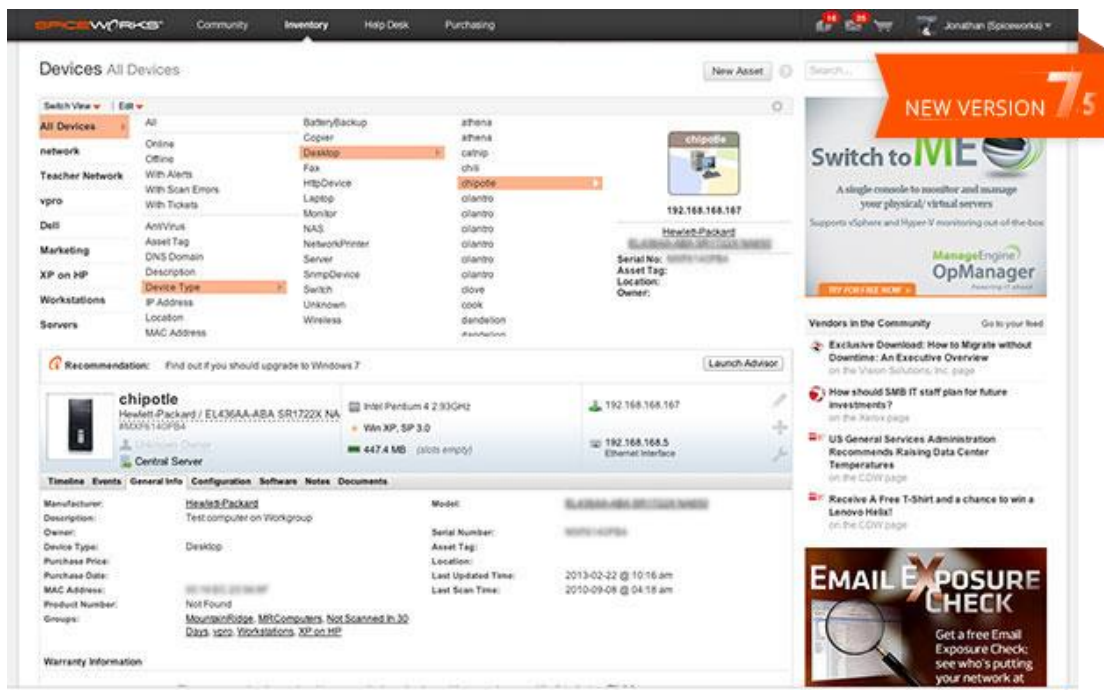 SPICEWORKS
Community
Inventory
Help Desk
Purchasing
16
25
Jonathan (Spiceworks)
NEW VERSION 7.5
Devices All Devices
New Asset
Search...
Switch View
Edit
All Devices
network
Teacher Network
vpro
Dell
Marketing
XP on HP
Workstations
Servers
All
Online
Offline
With Alerts
With Scan Errors
With Tickets
AntiVirus
Asset Tag
DNS Domain
Description
Device Type
IP Address
Location
MAC Address
BatteryBackup
Copier
Desktop
Fax
HttpDevice
Laptop
Monitor
NAS
NetworkPrinter
Server
SnmpDevice
Switch
Unknown
Wireless
athena
athena
catnip
chili
chipotle
cilantro
cilantro
cilantro
cilantro
cilantro
cilantro
clove
cook
dandelion
dandelion
chipotle
192.168.168.167
Hewlett-Packard
Serial No:
Asset Tag:
Location:
Owner:
Switch to ME
A single console to monitor and manage
your physical/ virtual servers
Supports vSphere and Hyper-V monitoring out-of-the-box
ManageEngine
OpManager
Powering IT ahead
TRY FOR FREE NOW >
Recommendation: Find out if you should upgrade to Windows 7
Launch Advisor
chipotle
Hewlett-Packard / EL436AA-ABA SR1722X NA
#MXF6140PB4
Unknown Owner
Central Server
Intel Pentium 4 2.93GHz
Win XP, SP 3.0
447.4 MB (slots empty)
192.168.168.167
192.168.168.5
Ethernet Interface
Timeline Events General Info Configuration Software Notes Documents
Manufacturer: Hewlett-Packard
Description: Test computer on Workgroup
Owner:
Device Type: Desktop
Purchase Price:
Purchase Date:
MAC Address:
Product Number: Not Found
Groups: MountainRidge, MRComputers, Not Scanned In 30
Days, vpro, Workstations, XP on HP
Model:
Serial Number:
Asset Tag:
Location:
Last Updated Time: 2013-02-22 @ 10:16 am
Last Scan Time: 2010-09-08 @ 04:18 am
Warranty Information
Vendors in the Community
Go to your feed
Exclusive Download: How to Migrate without
Downtime: An Executive Overview
on the Vision Solutions, Inc. page
How should SMB IT staff plan for future
investments?
on the Xerox page
US General Services Administration
Recommends Raising Data Center
Temperatures
on the CDW page
Receive A Free T-Shirt and a chance to win a
Lenovo Helix!
on the CDW page
EMAIL EXPOSURE
CHECK
Get a free Email
Exposure Check:
see who's putting
your network at